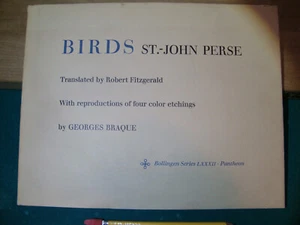 BIRDS ST.-JOHN PERSE
Translated by Robert Fitzgerald
With reproductions of four color etchings
by GEORGES BRAQUE
Bollingen Series LXXXII · Pantheon